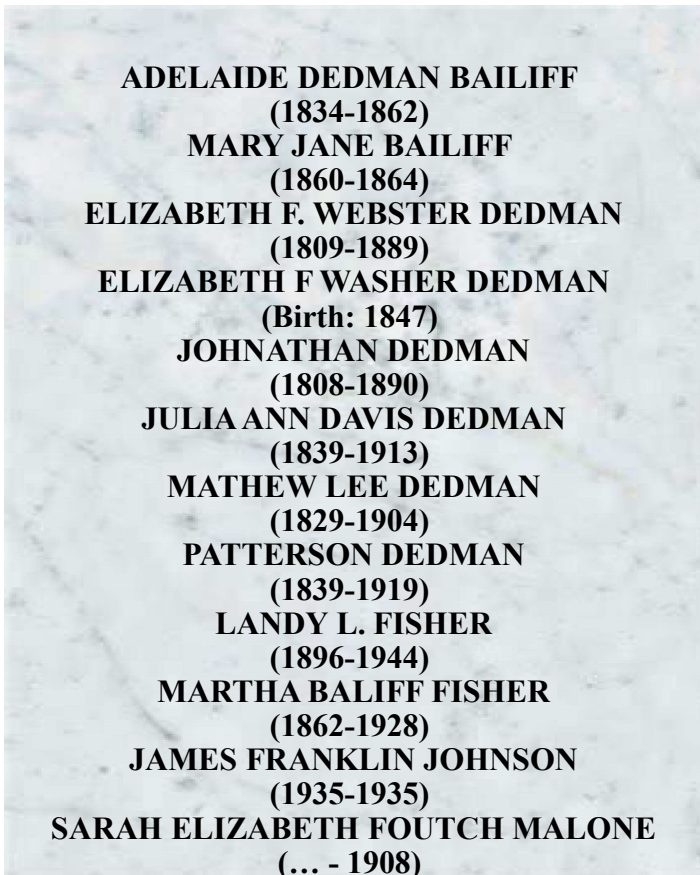 ADELAIDE DEDMAN BAILIFF
(1834-1862)
MARY JANE BAILIFF
(1860-1864)
ELIZABETH F. WEBSTER DEDMAN
(1809-1889)
ELIZABETH F WASHER DEDMAN
(Birth: 1847)
JOHNATHAN DEDMAN
(1808-1890)
JULIA ANN DAVIS DEDMAN
(1839-1913)
MATHEW LEE DEDMAN
(1829-1904)
PATTERSON DEDMAN
(1839-1919)
LANDY L. FISHER
(1896-1944)
MARTHA BALIFF FISHER
(1862-1928)
JAMES FRANKLIN JOHNSON
(1935-1935)
SARAH ELIZABETH FOUTCH MALONE
(… - 1908)